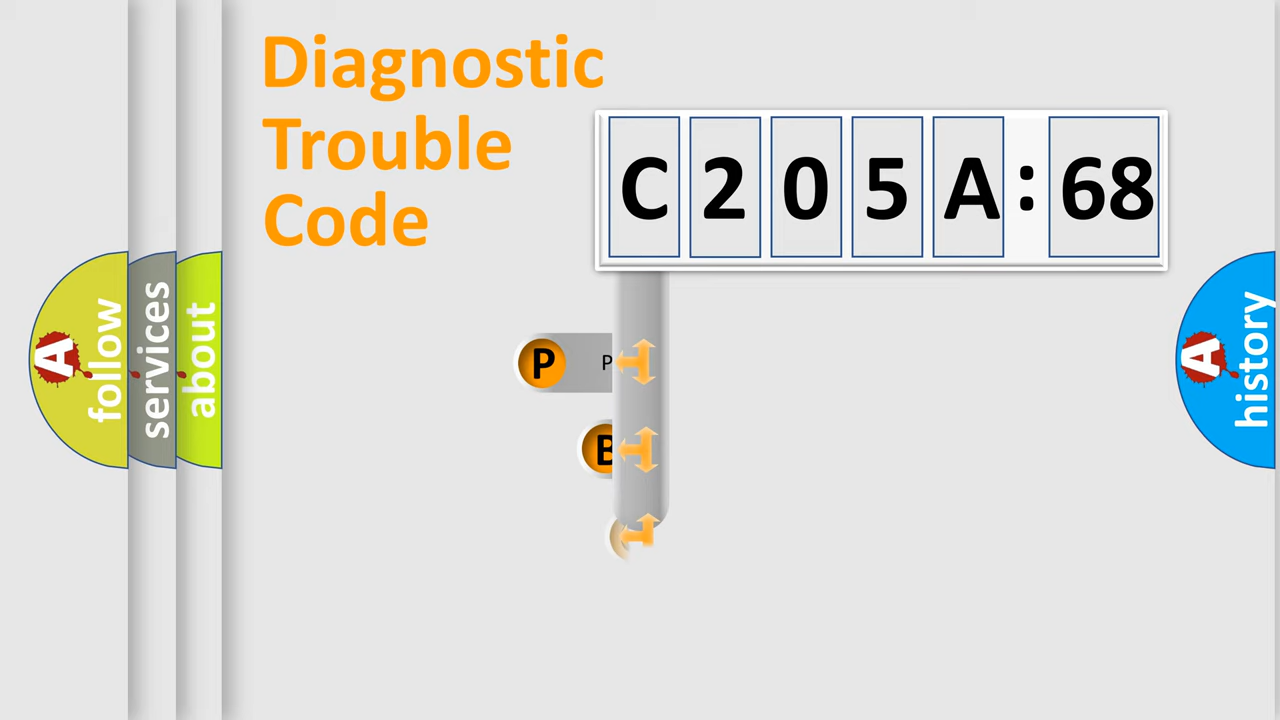 Diagnostic
Trouble
Code
C205A:68
P P
B
A follow
services
about
A history